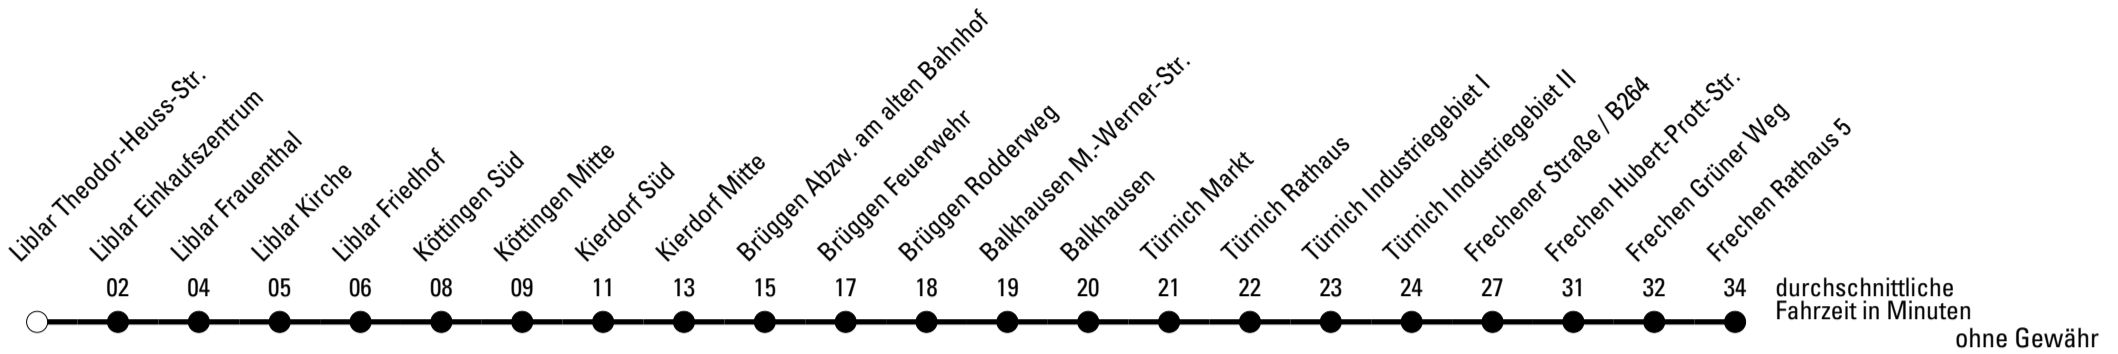 Liblar Theodor-Heuss-Str.
Liblar Einkaufszentrum
Liblar Frauenthal
Liblar Kirche
Liblar Friedhof
Köttingen Süd
Köttingen Mitte
Kierdorf Süd
Kierdorf Mitte
Brüggen Abzw. am alten Bahnhof
Brüggen Feuerwehr
Brüggen Rodderweg
Balkhausen M.-Werner-Str.
Balkhausen
Türnich Markt
Türnich Rathaus
Türnich Industriegebiet I
Türnich Industriegebiet II
Frechener Straße / B264
Frechen Hubert-Prott-Str.
Frechen Grüner Weg
Frechen Rathaus 5
02 04 05 06 08 09 11 13 15 17 18 19 20 21 22 23 24 27 31 32 34 durchschnittliche
Fahrzeit in Minuten
ohne Gewähr